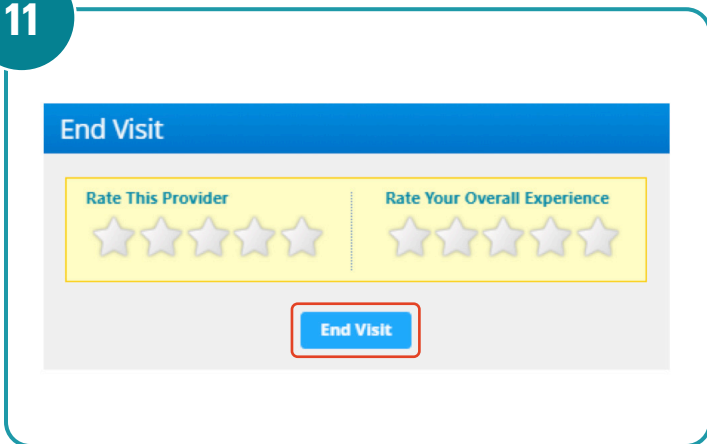 11
End Visit
Rate This Provider
Rate Your Overall Experience
End Visit